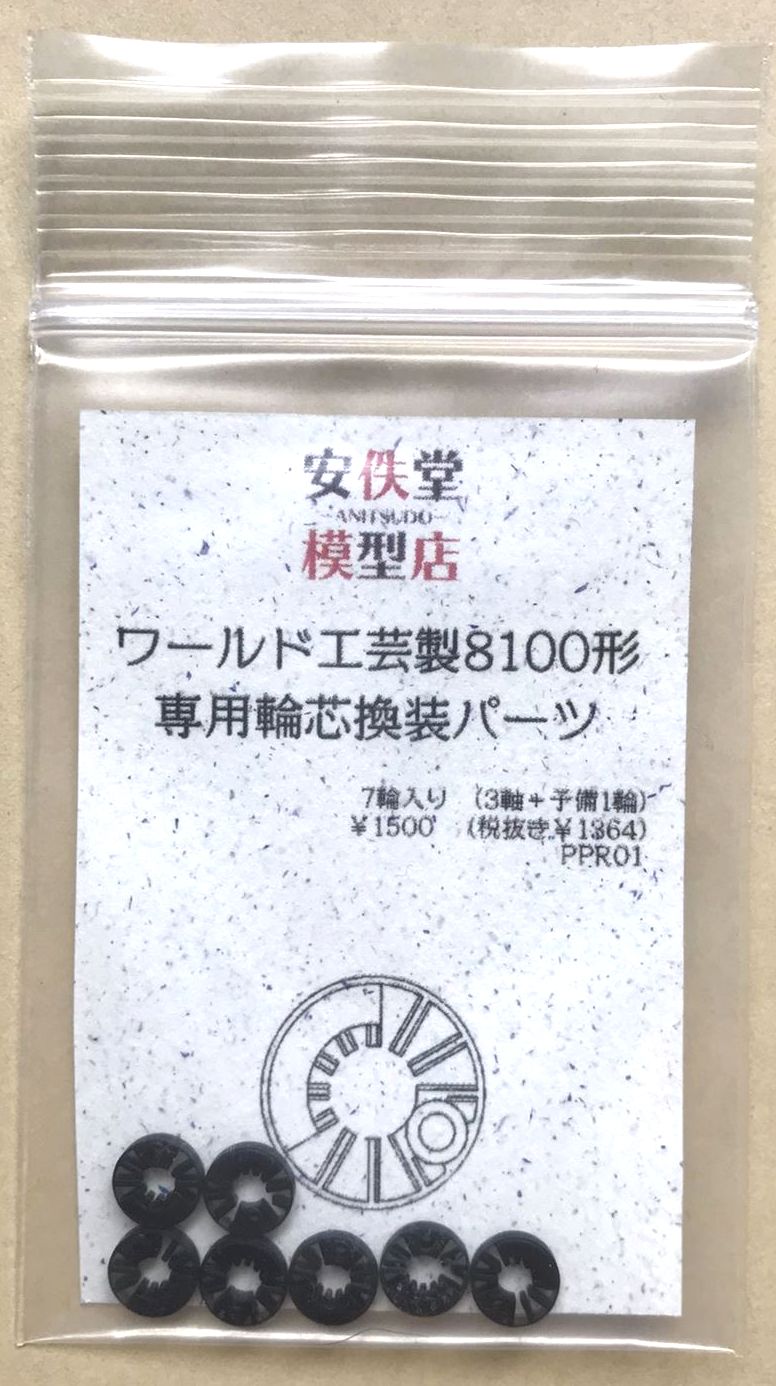 安佚堂
-ANITSUDO-
模型店
ワールド工芸製8100形
専用輪芯換装パーツ
7輪入り (3軸+予備1輪)
¥1500 (税抜き¥1364)
PPR01